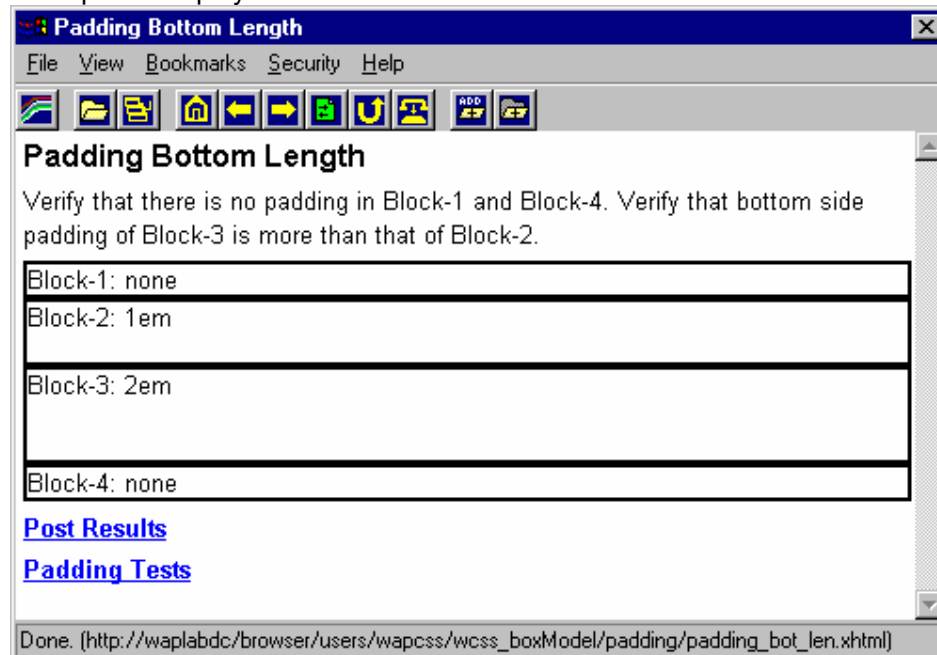 Padding Bottom Length
File View Bookmarks Security Help
ADD
Padding Bottom Length
Verify that there is no padding in Block-1 and Block-4. Verify that bottom side
padding of Block-3 is more than that of Block-2.
Block-1: none
Block-2: 1em
Block-3: 2em
Block-4: none
Post Results
Padding Tests
Done. (http://waplabdc/browser/users/wapcss/wcss_boxModel/padding/padding_bot_len.xhtml)